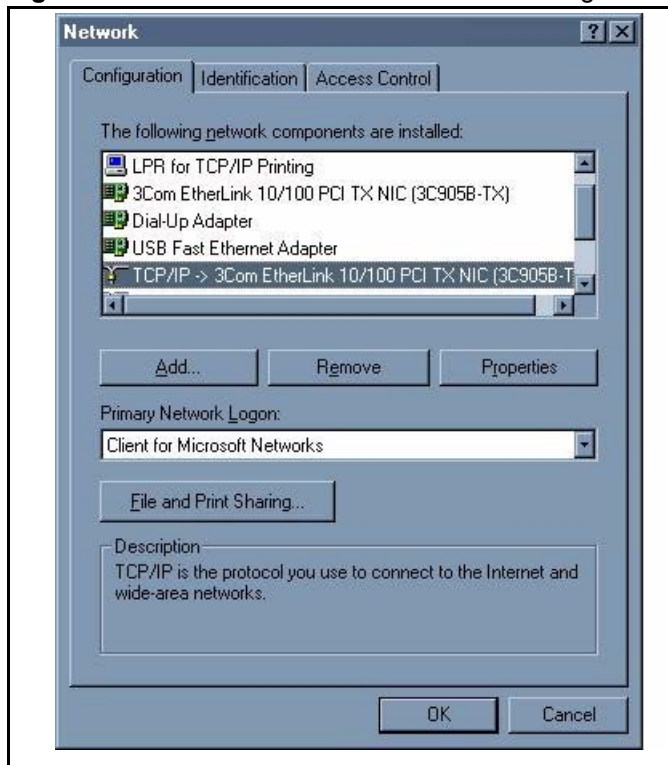 Network
Configuration Identification Access Control
The following network components are installed:
LPR for TCP/IP Printing
3Com EtherLink 10/100 PCI TX NIC (3C905B-TX)
Dial-Up Adapter
USB Fast Ethernet Adapter
TCP/IP -> 3Com EtherLink 10/100 PCI TX NIC (3C905B-T
Add... Remove Properties
Primary Network Logon:
Client for Microsoft Networks
File and Print Sharing...
Description
TCP/IP is the protocol you use to connect to the Internet and
wide-area networks.
OK Cancel